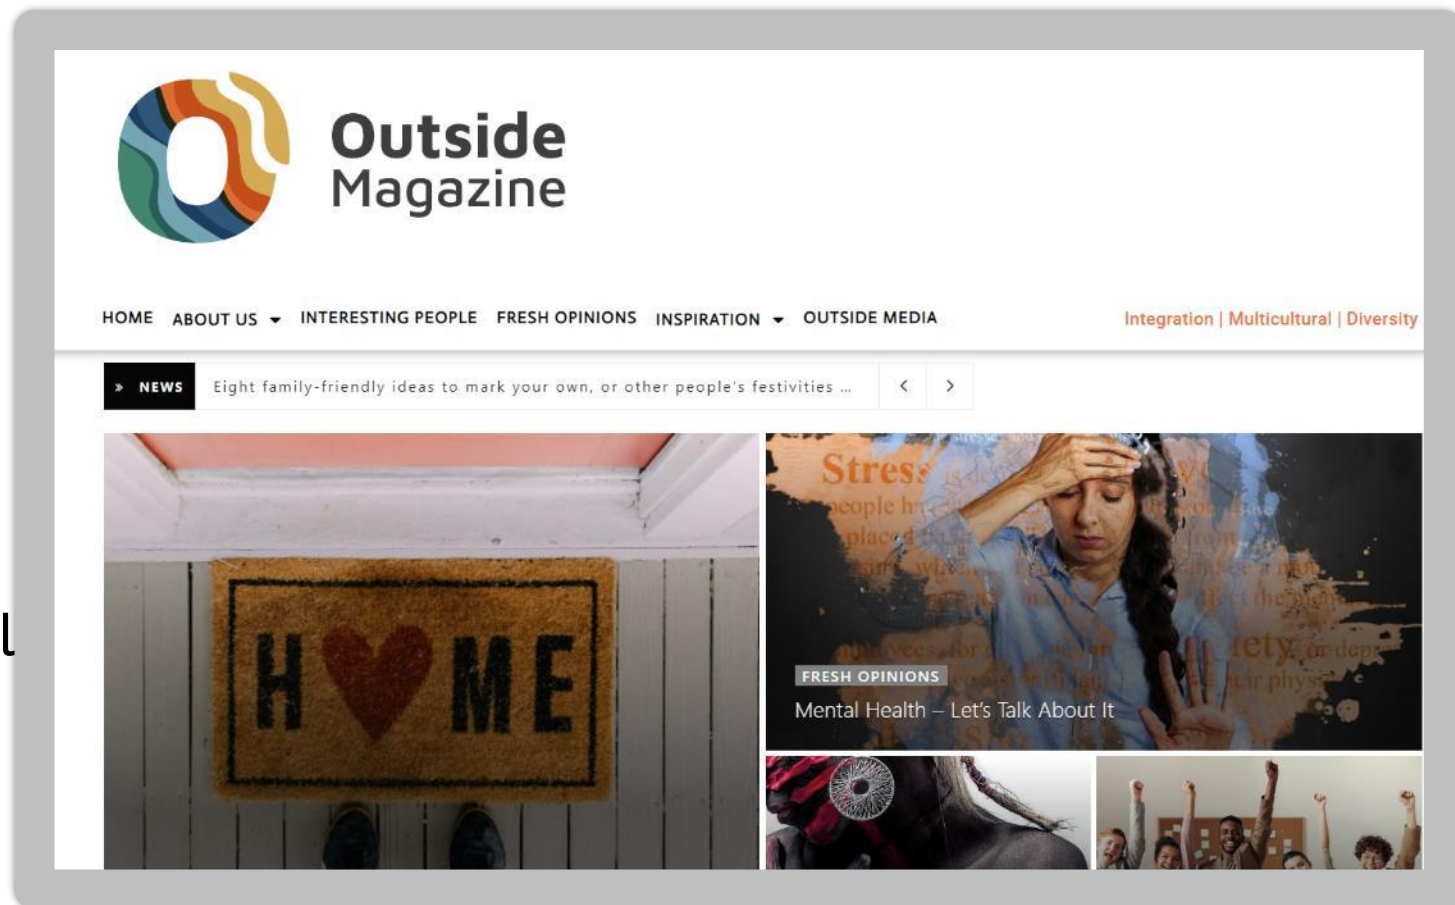 Outside
Magazine
HOME ABOUT US INTERESTING PEOPLE FRESH OPINIONS INSPIRATION OUTSIDE MEDIA
Integration | Multicultural | Diversity
» NEWS Eight family-friendly ideas to mark your own, or other people's festivities ...
l
H ME
Stress
people
FRESH OPINIONS
Mental Health – Let's Talk About It